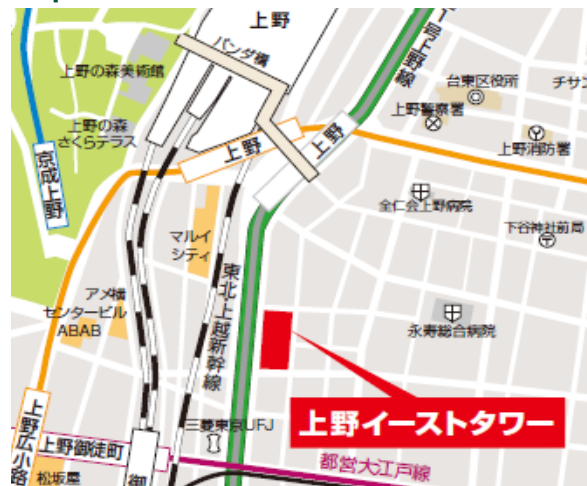 上野
パンダ橋
1号上野線
上野の森美術館
台東区役所
チサン
上野警察署
上野消防署
上野の森
さくらテラス
上野
上野
京成上野
全仁会上野病院
下谷神社前局
マルイ
シティ
東北上越新幹線
アメ横
センタービル
ABAB
永寿総合病院
上野イーストタワー
三菱東京UFJ
上野広小路
上野御徒町
御
都営大江戸線
松坂屋